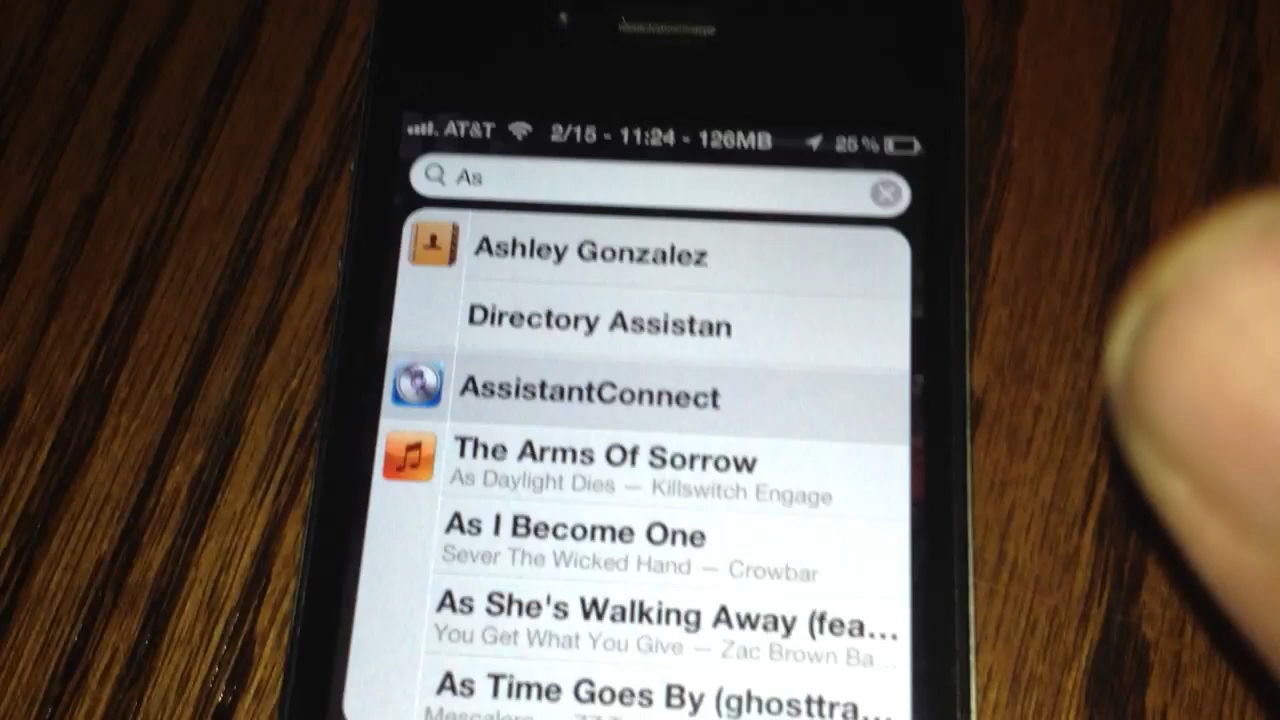 AT&T 2/15 - 11:24 - 126MB 25%
As
Ashley Gonzalez
Directory Assistan
AssistantConnect
The Arms Of Sorrow
As Daylight Dies — Killswitch Engage
As I Become One
Sever The Wicked Hand — Crowbar
As She's Walking Away (fea...
You Get What You Give — Zac Brown Ba...
As Time Goes By (ghosttra...